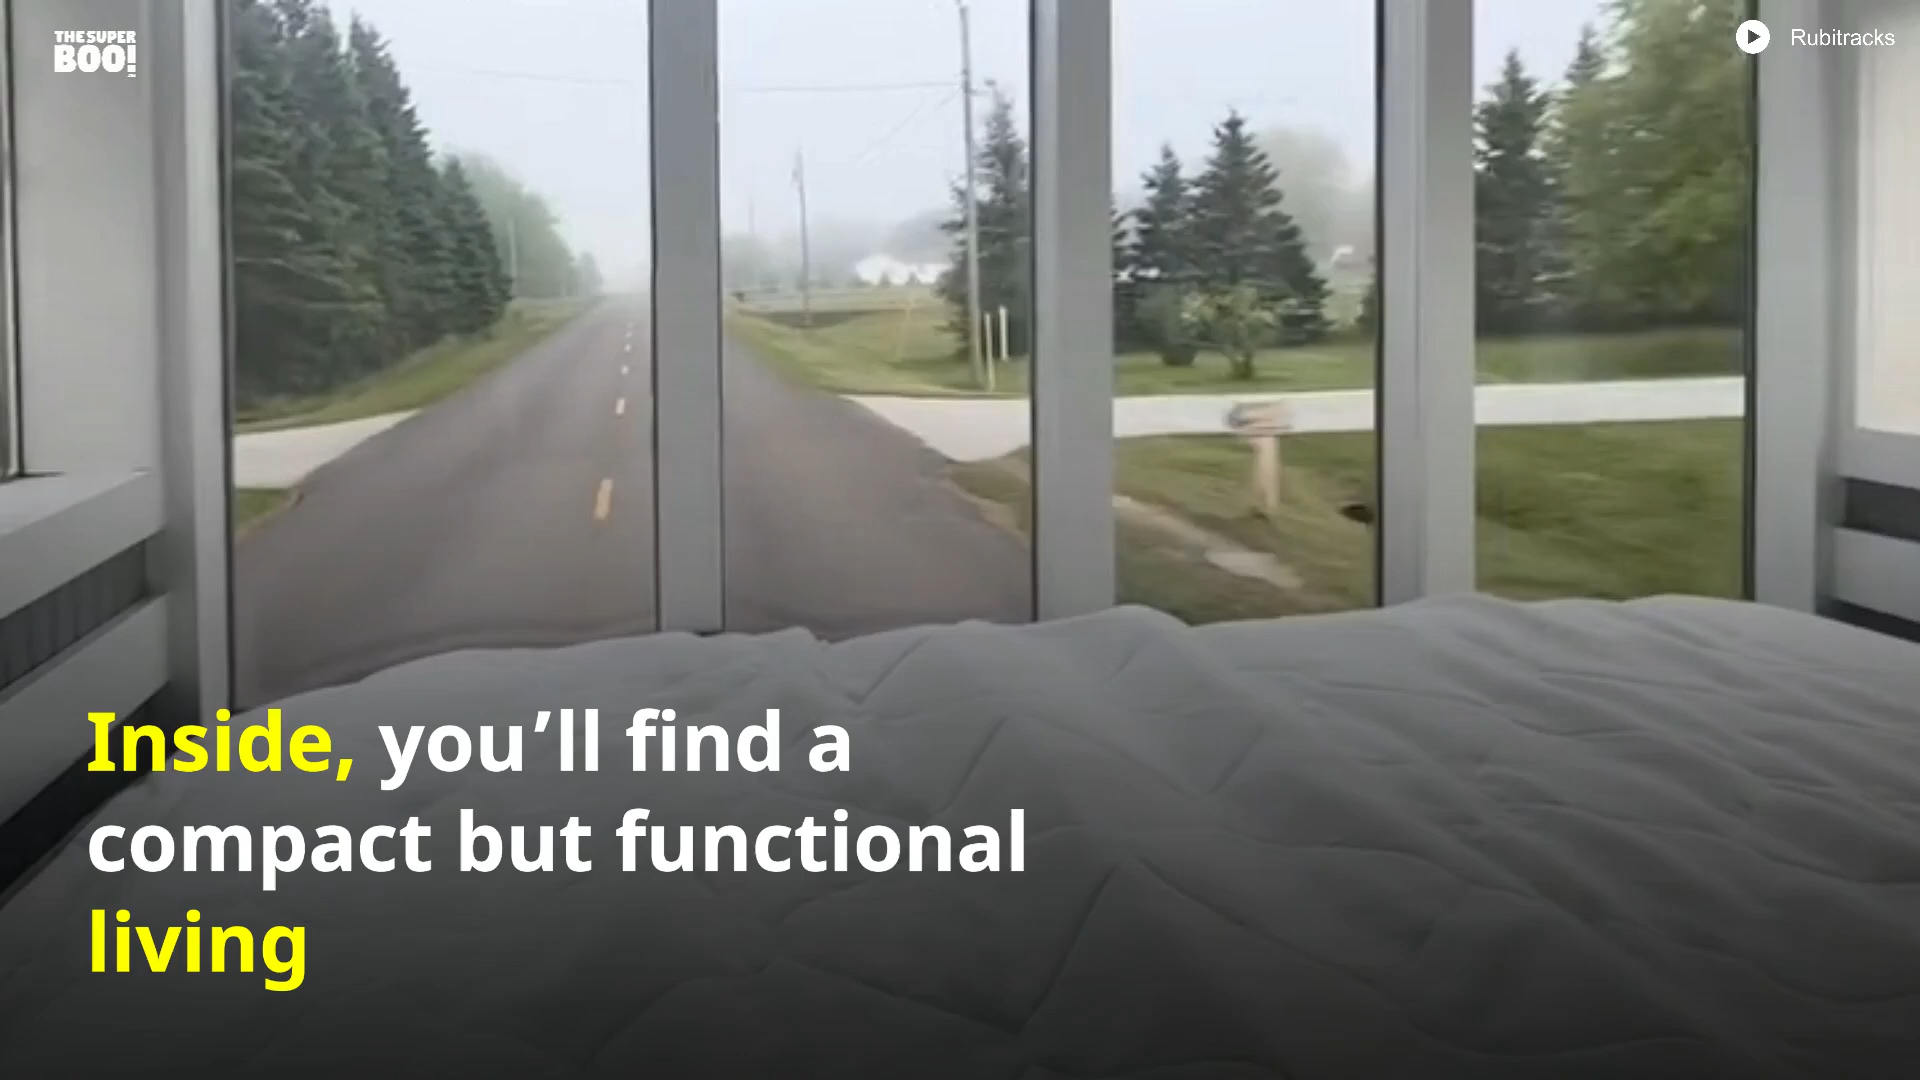 THE SUPER
BOO!
Rubitracks
Inside, you’ll find a
compact but functional
living